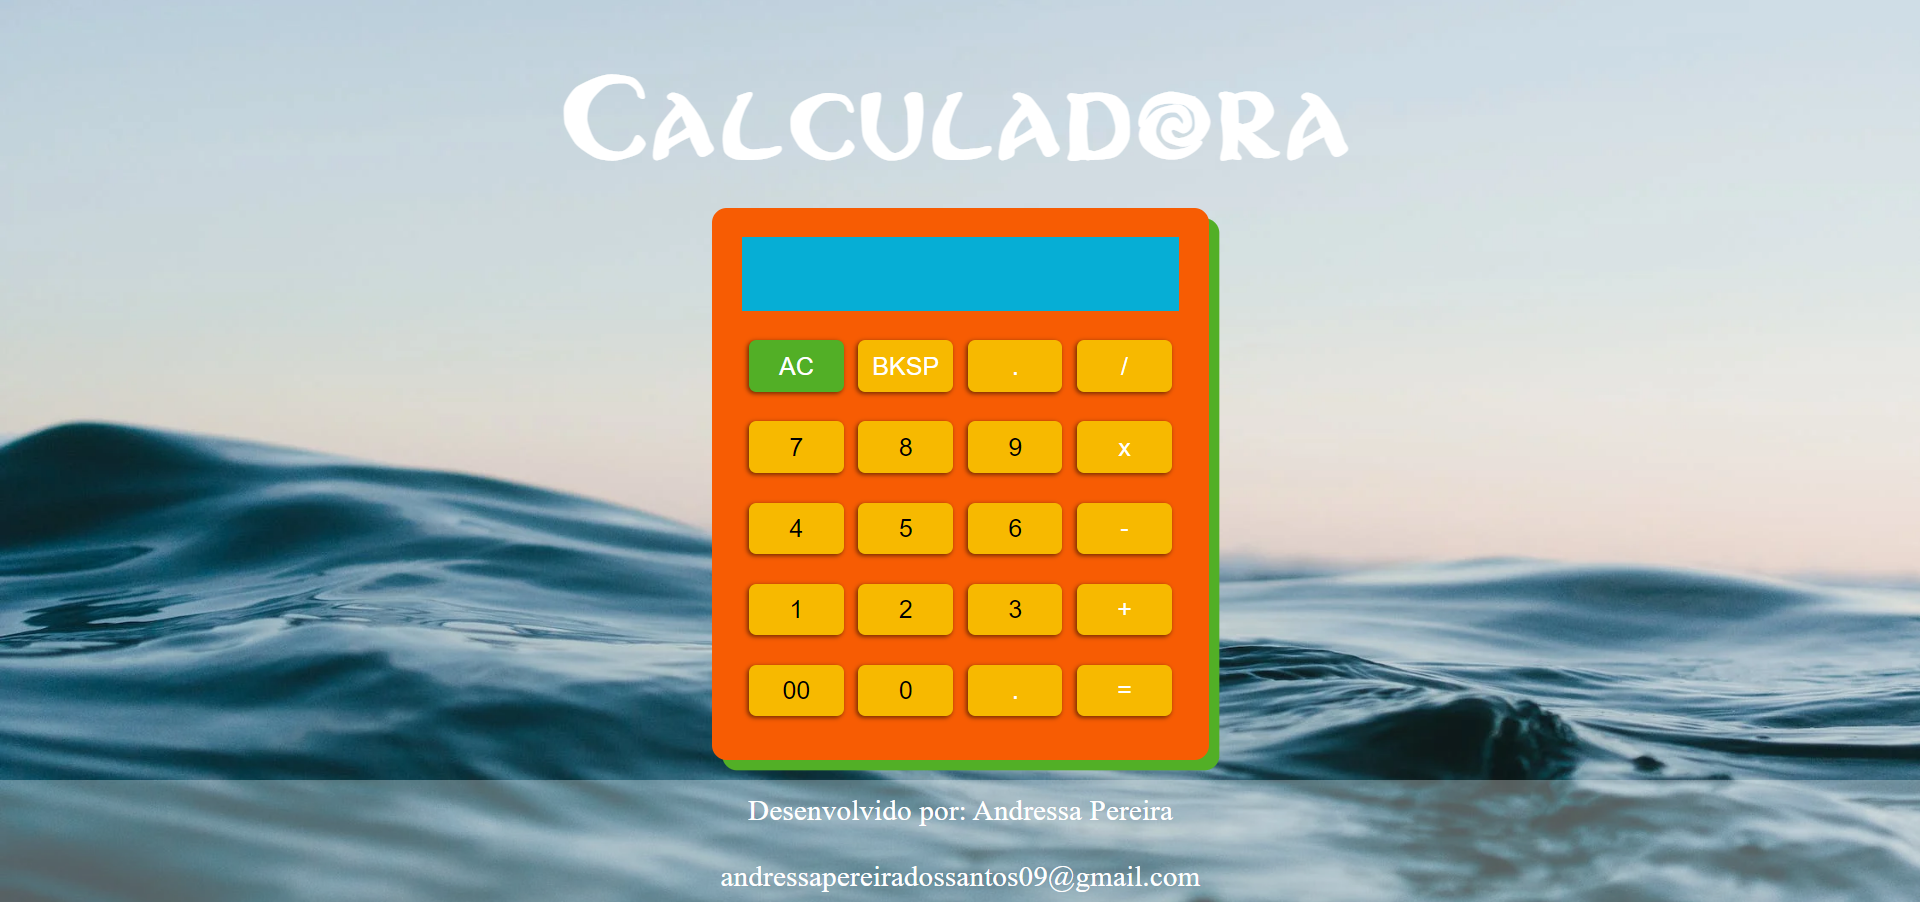 CALCULADORA
AC BKSP . /
7 8 9 x
4 5 6 -
1 2 3 +
00 0 . =
Desenvolvido por: Andressa Pereira
andressapereiradossantos09@gmail.com